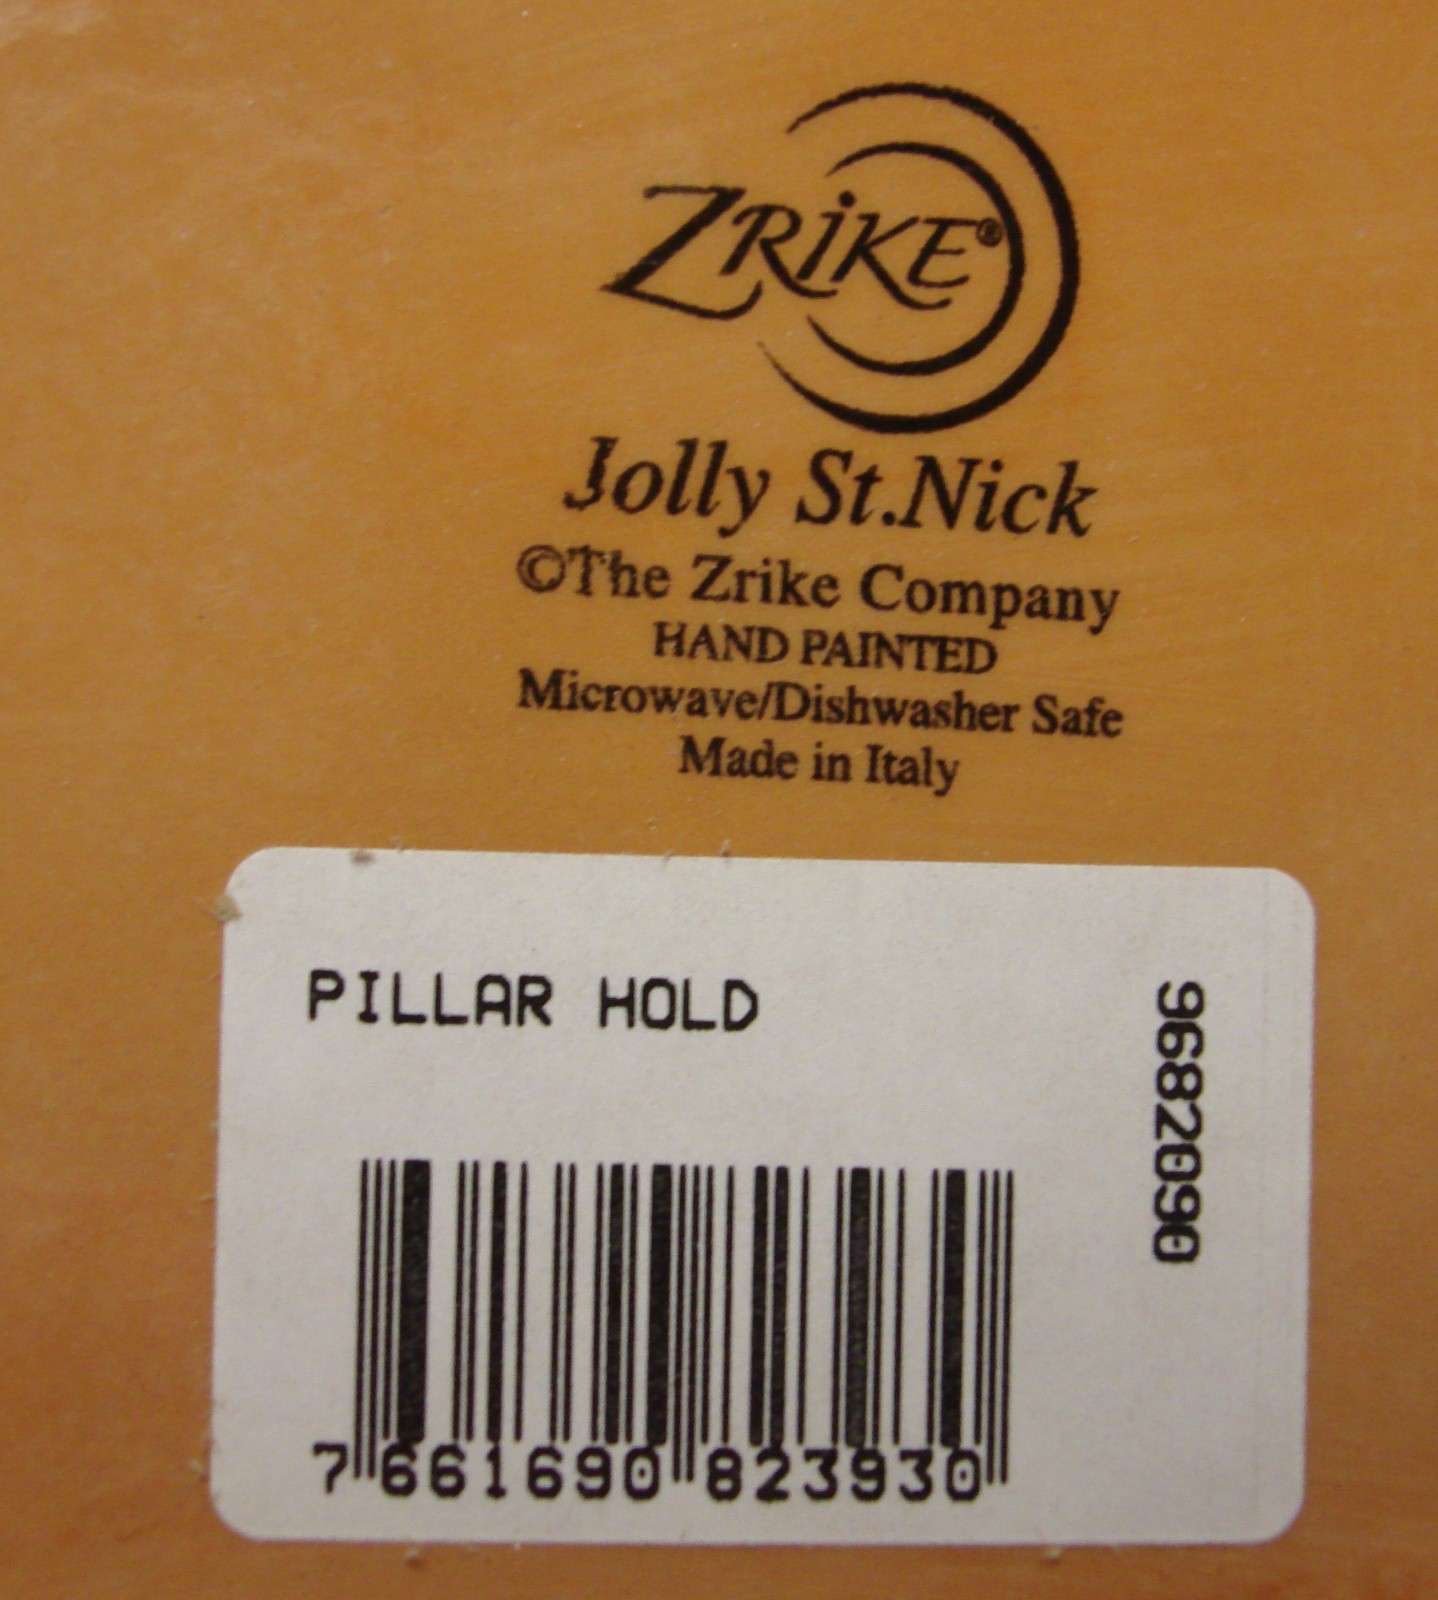 ZRiKE®
Jolly St.Nick
©The Zrike Company
HAND PAINTED
Microwave/Dishwasher Safe
Made in Italy
PILLAR HOLD
9682090
7 661690 823930